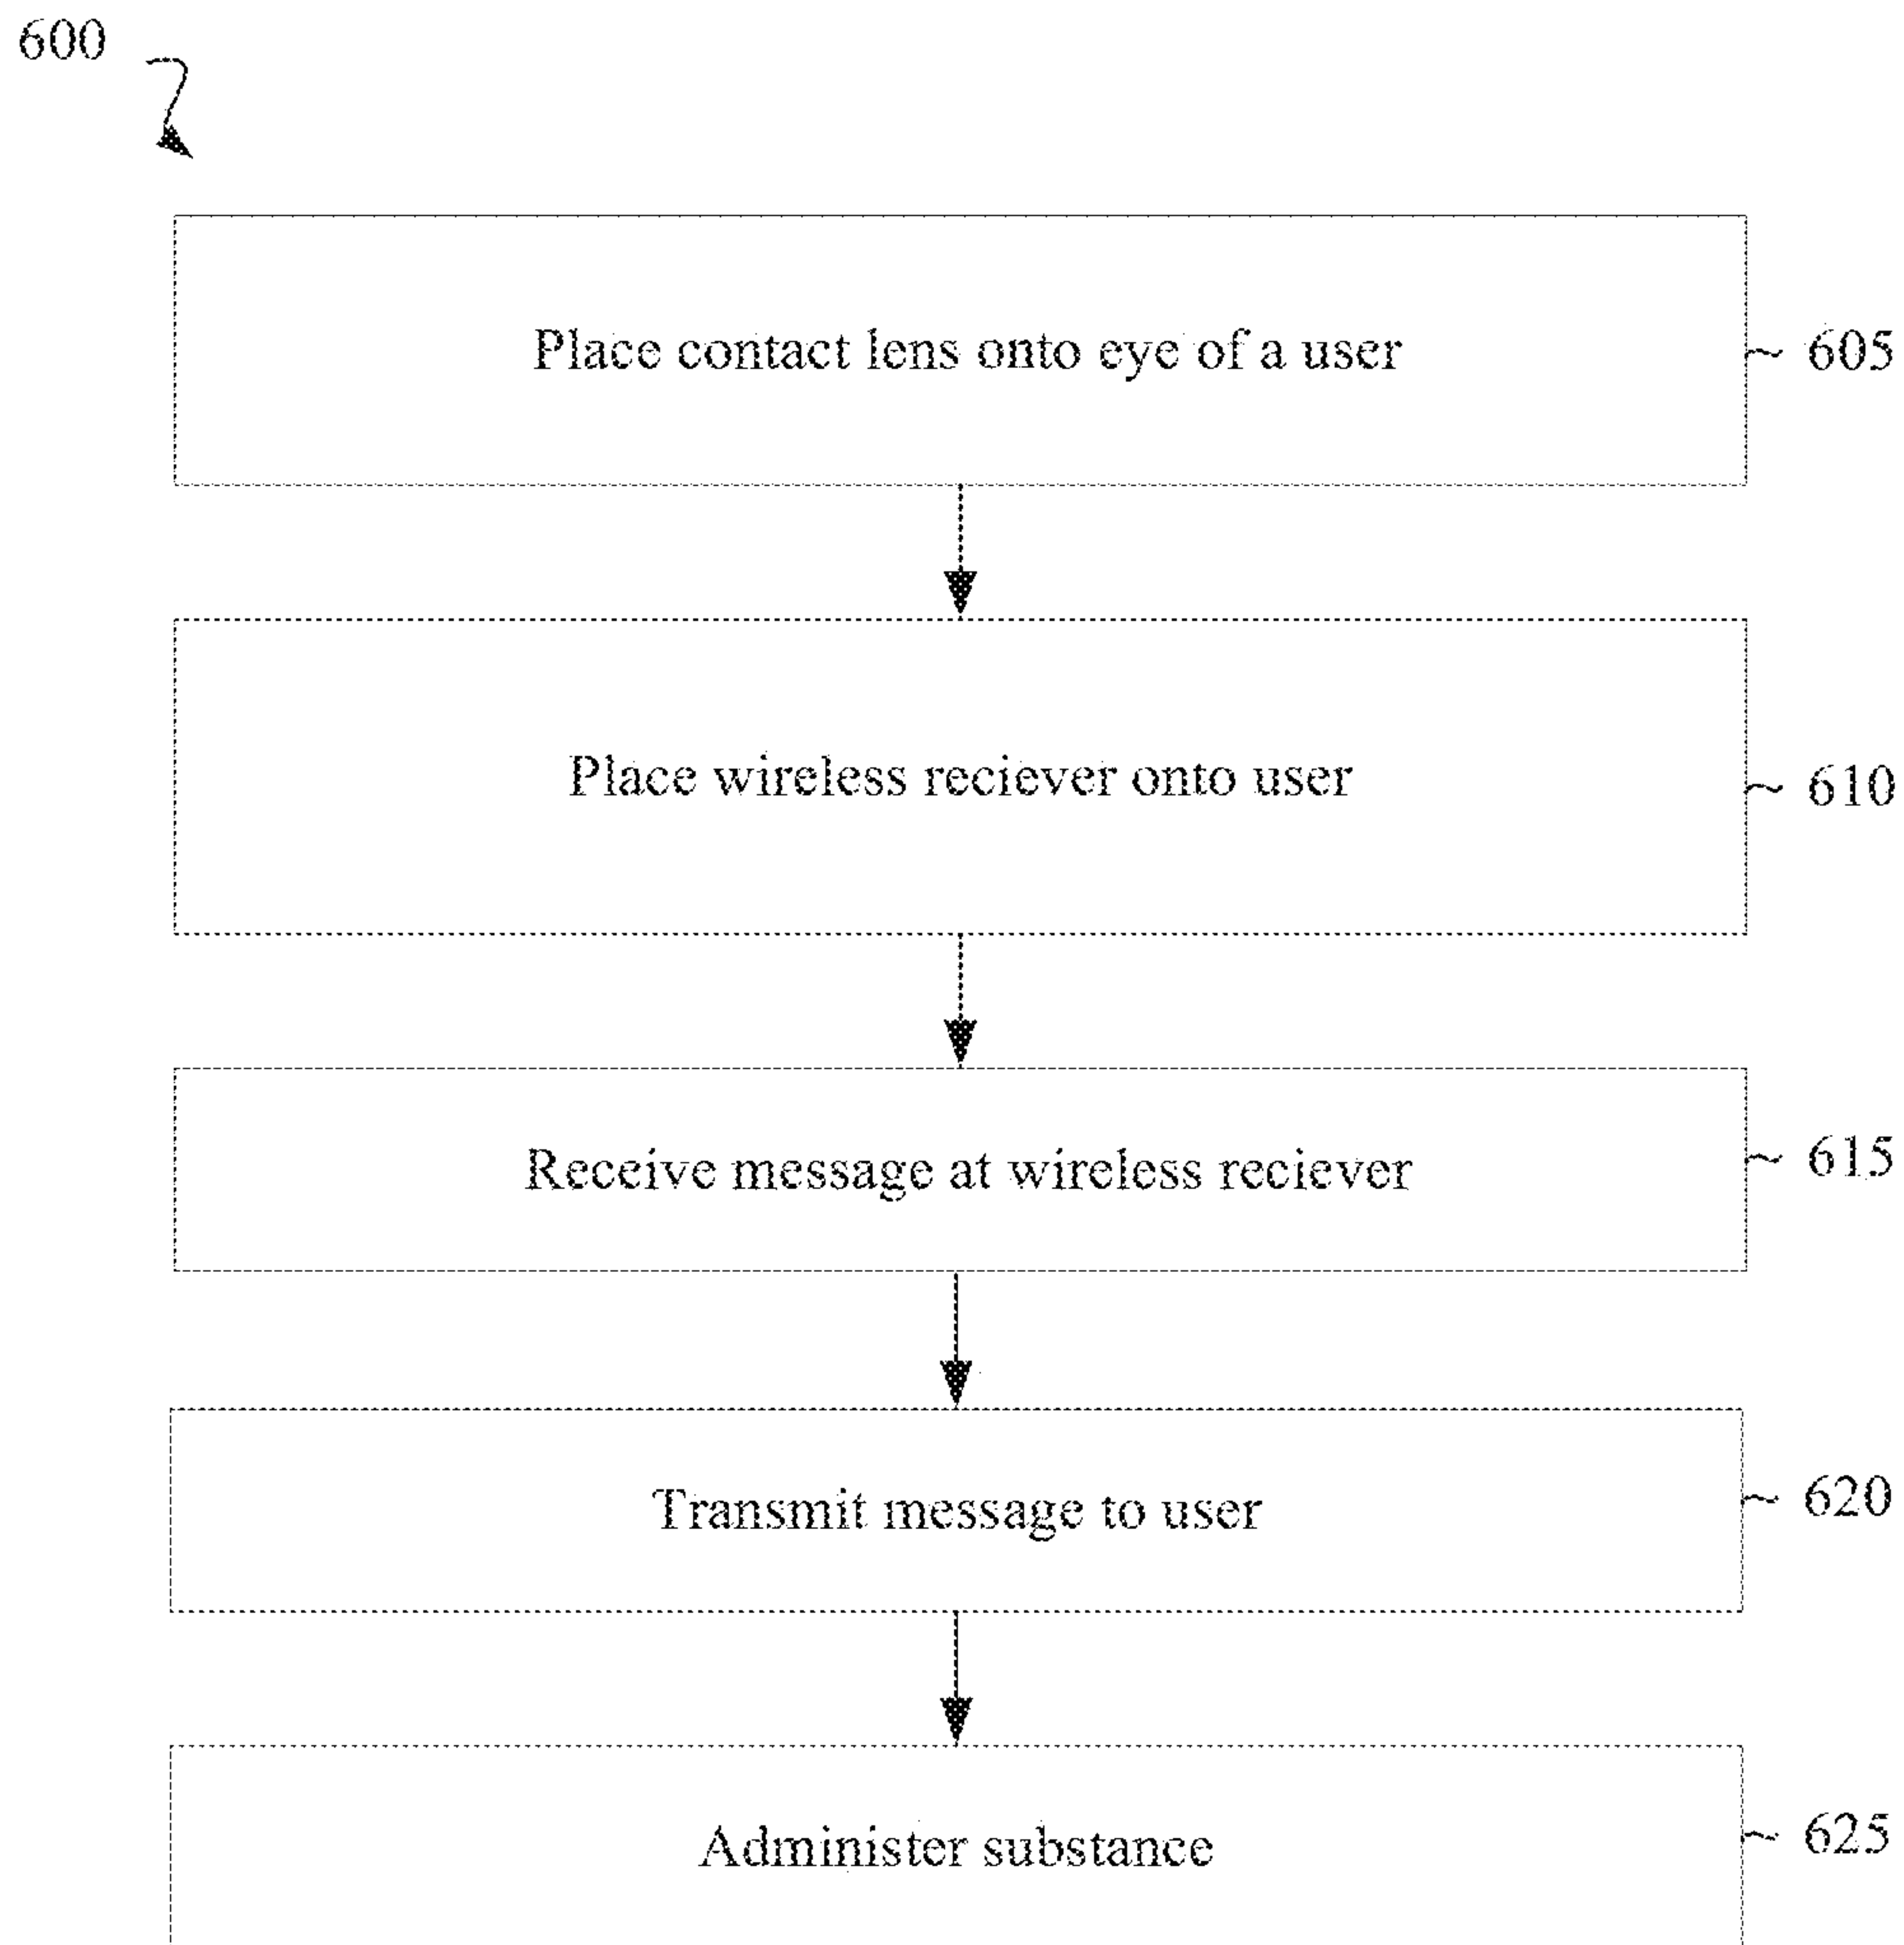 600
Place contact lens onto eye of a user
605
Place wireless reciever onto user
610
Receive message at wireless reciever
615
Transmit message to user
620
Administer substance
625